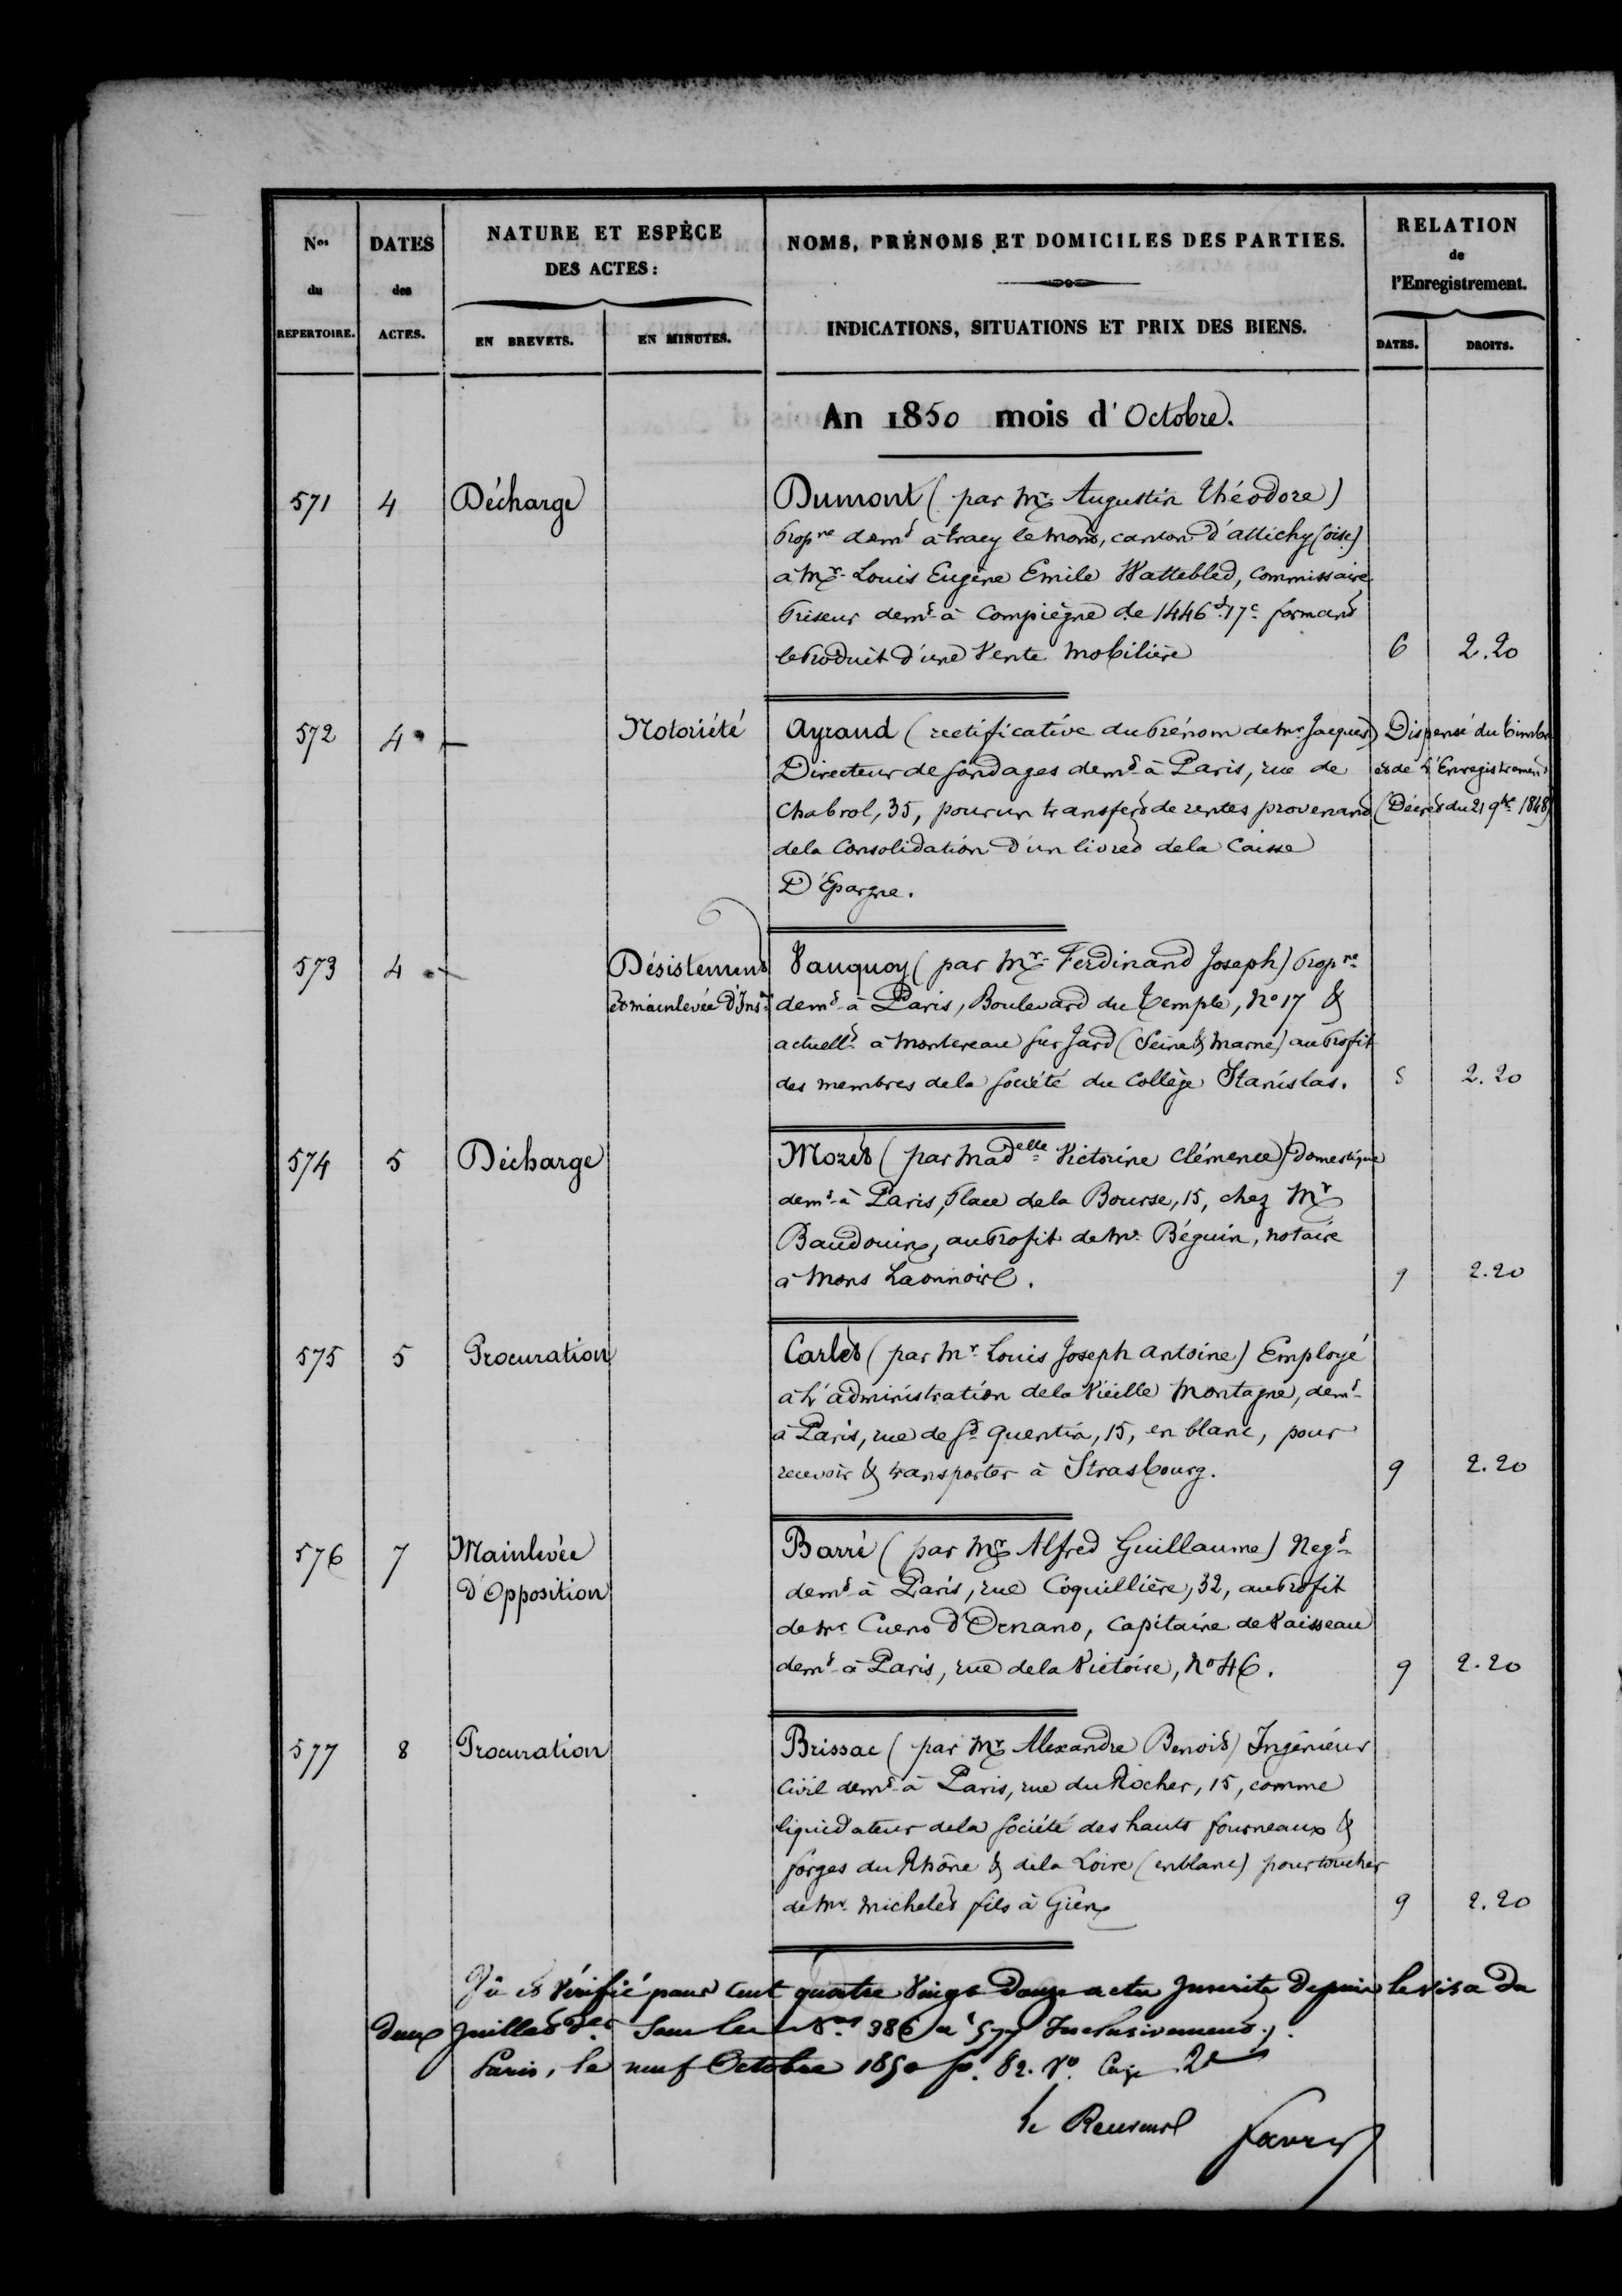 Nos
du
REPERTOIRE.
DATES
des
ACTES.
NATURE ET ESPÈCE
DES ACTES:
EN BREVETS.
EN MINUTES.
NOMS, PRÉNOMS ET DOMICILES DES PARTIES.
INDICATIONS, SITUATIONS ET PRIX DES BIENS.
RELATION
de
l'Enregistrement.
DATES.
DROITS.
An 1850 mois d'Octobre.
571 4 Décharge Dumont (par Mr Augustin Théodore)
Propre demt à Tracy le mont, canton d'attichy (oise)
à Mr Louis Eugène Emile Wattebled, Commissaire
Priseur demt à Compiègne de 1446f 17c formant
le Produit d'une Vente Mobilière 6 2.20
572 4 Notoriété Ayraud (rectificative du Prénom de Mr Jacques) Dispensé du timbre
Directeur de fondages demt à Paris, rue de et de l'Enregistrement
Chabrol, 35, pour un transfert de rentes provenant (Décret du 21 9bre 1848)
de la Consolidation d'un livret de la Caisse
D'Epargne.
573 4 Désistement Vauquoy (par Mr Ferdinand Joseph) Propre
et mainlevée d'Insn demt à Paris, Boulevard du Temple, No 17 &
actuellt à Montereau sur Jard (Seine & Marne) au Profit
des membres de la société du Collège Stanislas. 5 2.20
574 5 Décharge Moret (par Madelle Victorine Clémence) Domestique
demt à Paris, Place de la Bourse, 15, chez Mr
Baudouin, au Profit de Mr Béguin, notaire
à Mons Laonnois. 9 2.20
575 5 Procuration Carlet (par Mr Louis Joseph Antoine) Employé
à L'administration de la Vieille Montagne, demt
à Paris, rue de St Quentin, 15, en blanc, pour
recevoir & transporter à Strasbourg. 9 2.20
576 7 Mainlevée Barré (par Mr Alfred Guillaume) Negt
d'Opposition demt à Paris, rue Coquillière, 32, au Profit
de Mr Cuero D'Ornano, Capitaine de Vaisseau
demt à Paris, rue de la Victoire, No 46. 9 2.20
577 8 Procuration Brissac (par Mr Alexandre Benoit) Ingénieur
Civil demt à Paris, rue du Rocher, 15, comme
liquidateur de la société des hauts fourneaux &
forges du Rhône & de la Loire (en blanc) pour toucher
de Mr Michelet fils à Gien 9 2.20
Vu et Vérifié pour Cent quatre Vingt Douze actes Inscrits Depuis le visa du
Deux Juillet der Sous les Nos 386 à 577 Inclusivement.
Paris, le neuf Octobre 1850 fo. 82. Vo. Case 2e
Le Receveur